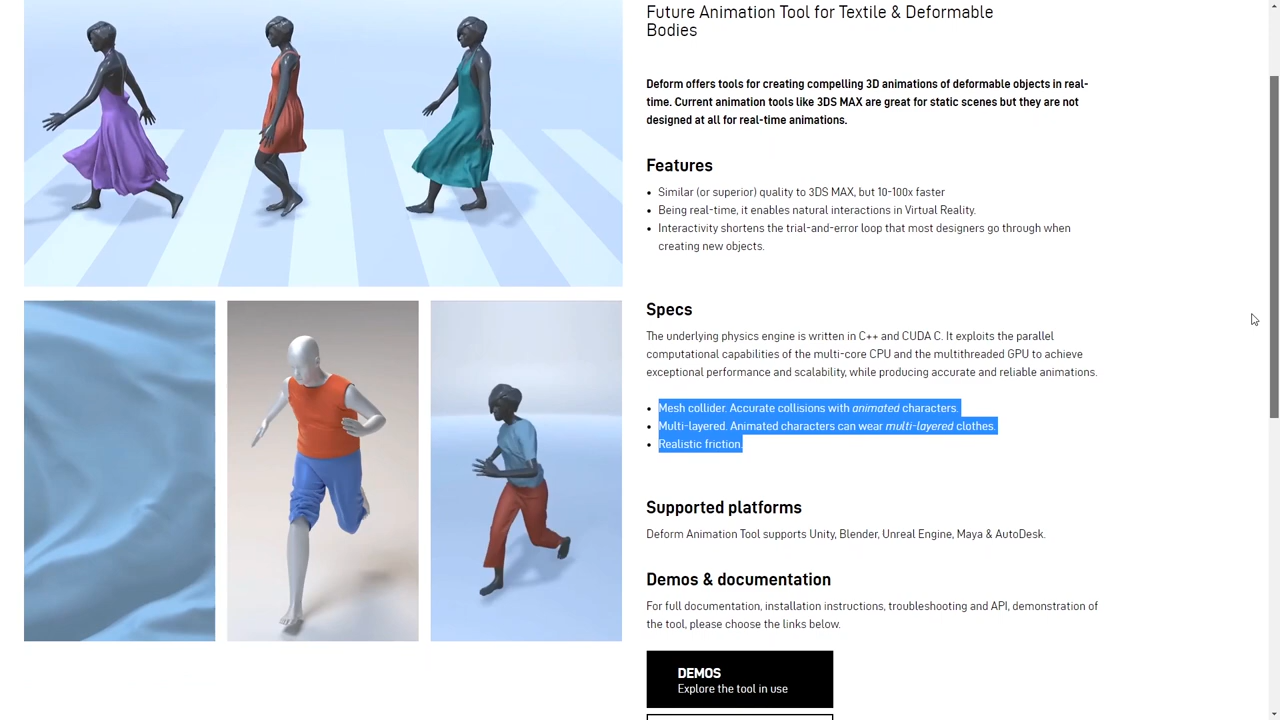 Future Animation Tool for Textile & Deformable
Bodies
Deform offers tools for creating compelling 3D animations of deformable objects in real-
time. Current animation tools like 3DS MAX are great for static scenes but they are not
designed at all for real-time animations.
Features
• Similar (or superior) quality to 3DS MAX, but 10-100x faster
• Being real-time, it enables natural interactions in Virtual Reality.
• Interactivity shortens the trial-and-error loop that most designers go through when
creating new objects.
Specs
The underlying physics engine is written in C++ and CUDA C. It exploits the parallel
computational capabilities of the multi-core CPU and the multithreaded GPU to achieve
exceptional performance and scalability, while producing accurate and reliable animations.
• Mesh collider. Accurate collisions with animated characters.
• Multi-layered. Animated characters can wear multi-layered clothes.
• Realistic friction.
Supported platforms
Deform Animation Tool supports Unity, Blender, Unreal Engine, Maya & AutoDesk.
Demos & documentation
For full documentation, installation instructions, troubleshooting and API, demonstration of
the tool, please choose the links below.
DEMOS
Explore the tool in use